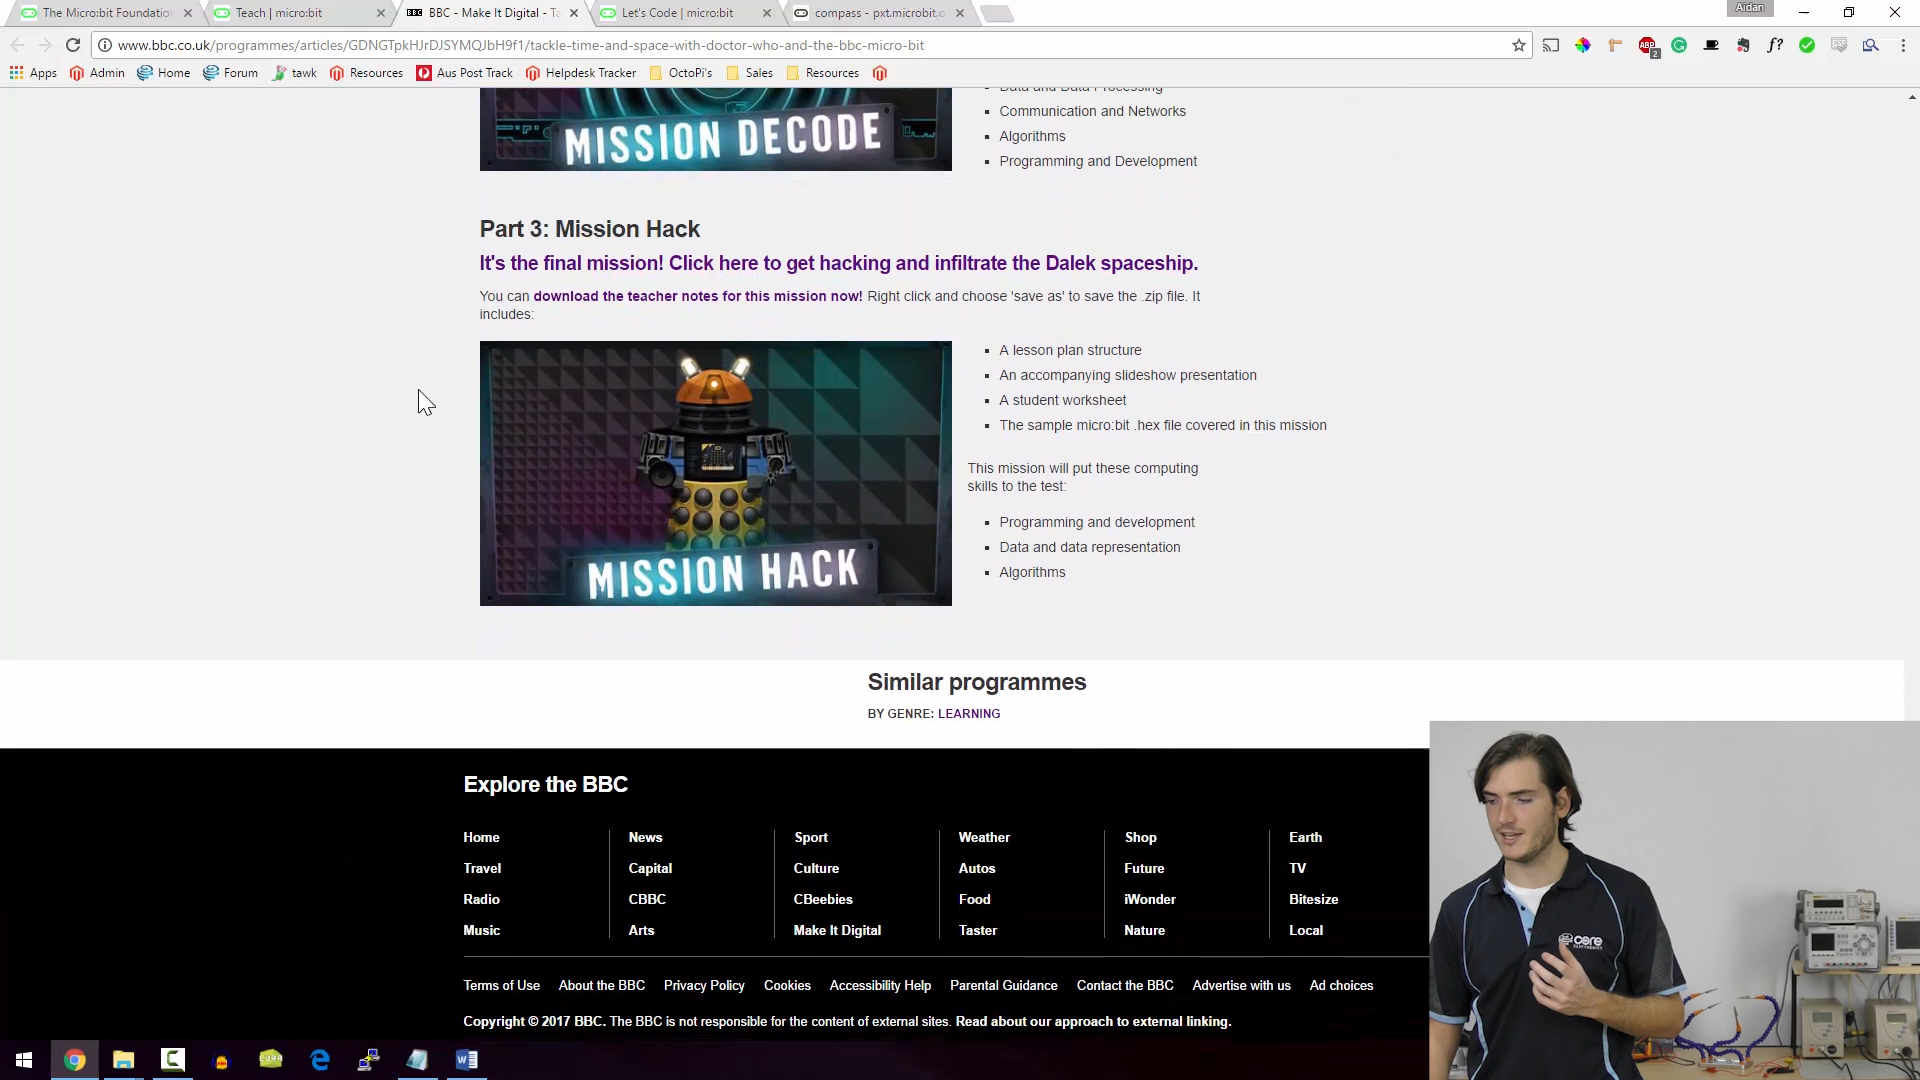 The Micro:bit Foundatio
Teach | micro:bit
BBC - Make It Digital - Ta
Let's Code | micro:bit
compass - pxt.microbit.o
Aidan
www.bbc.co.uk/programmes/articles/GDNGTpkHJrDJSYMQJbH9f1/tackle-time-and-space-with-doctor-who-and-the-bbc-micro-bit
ABP
2
f?
Apps
Admin
Home
Forum
tawk
Resources
Aus Post Track
Helpdesk Tracker
OctoPi's
Sales
Resources
MISSION DECODE
Data and Data Processing
Communication and Networks
Algorithms
Programming and Development
Part 3: Mission Hack
It's the final mission! Click here to get hacking and infiltrate the Dalek spaceship.
You can download the teacher notes for this mission now! Right click and choose 'save as' to save the .zip file. It
includes:
MISSION HACK
A lesson plan structure
An accompanying slideshow presentation
A student worksheet
The sample micro:bit .hex file covered in this mission
This mission will put these computing
skills to the test:
Programming and development
Data and data representation
Algorithms
Similar programmes
BY GENRE: LEARNING
Explore the BBC
Home
News
Sport
Weather
Shop
Earth
Travel
Capital
Culture
Autos
Future
TV
Radio
CBBC
CBeebies
Food
iWonder
Bitesize
Music
Arts
Make It Digital
Taster
Nature
Local
Terms of Use
About the BBC
Privacy Policy
Cookies
Accessibility Help
Parental Guidance
Contact the BBC
Advertise with us
Ad choices
Copyright © 2017 BBC. The BBC is not responsible for the content of external sites. Read about our approach to external linking.
core
ELECTRONICS